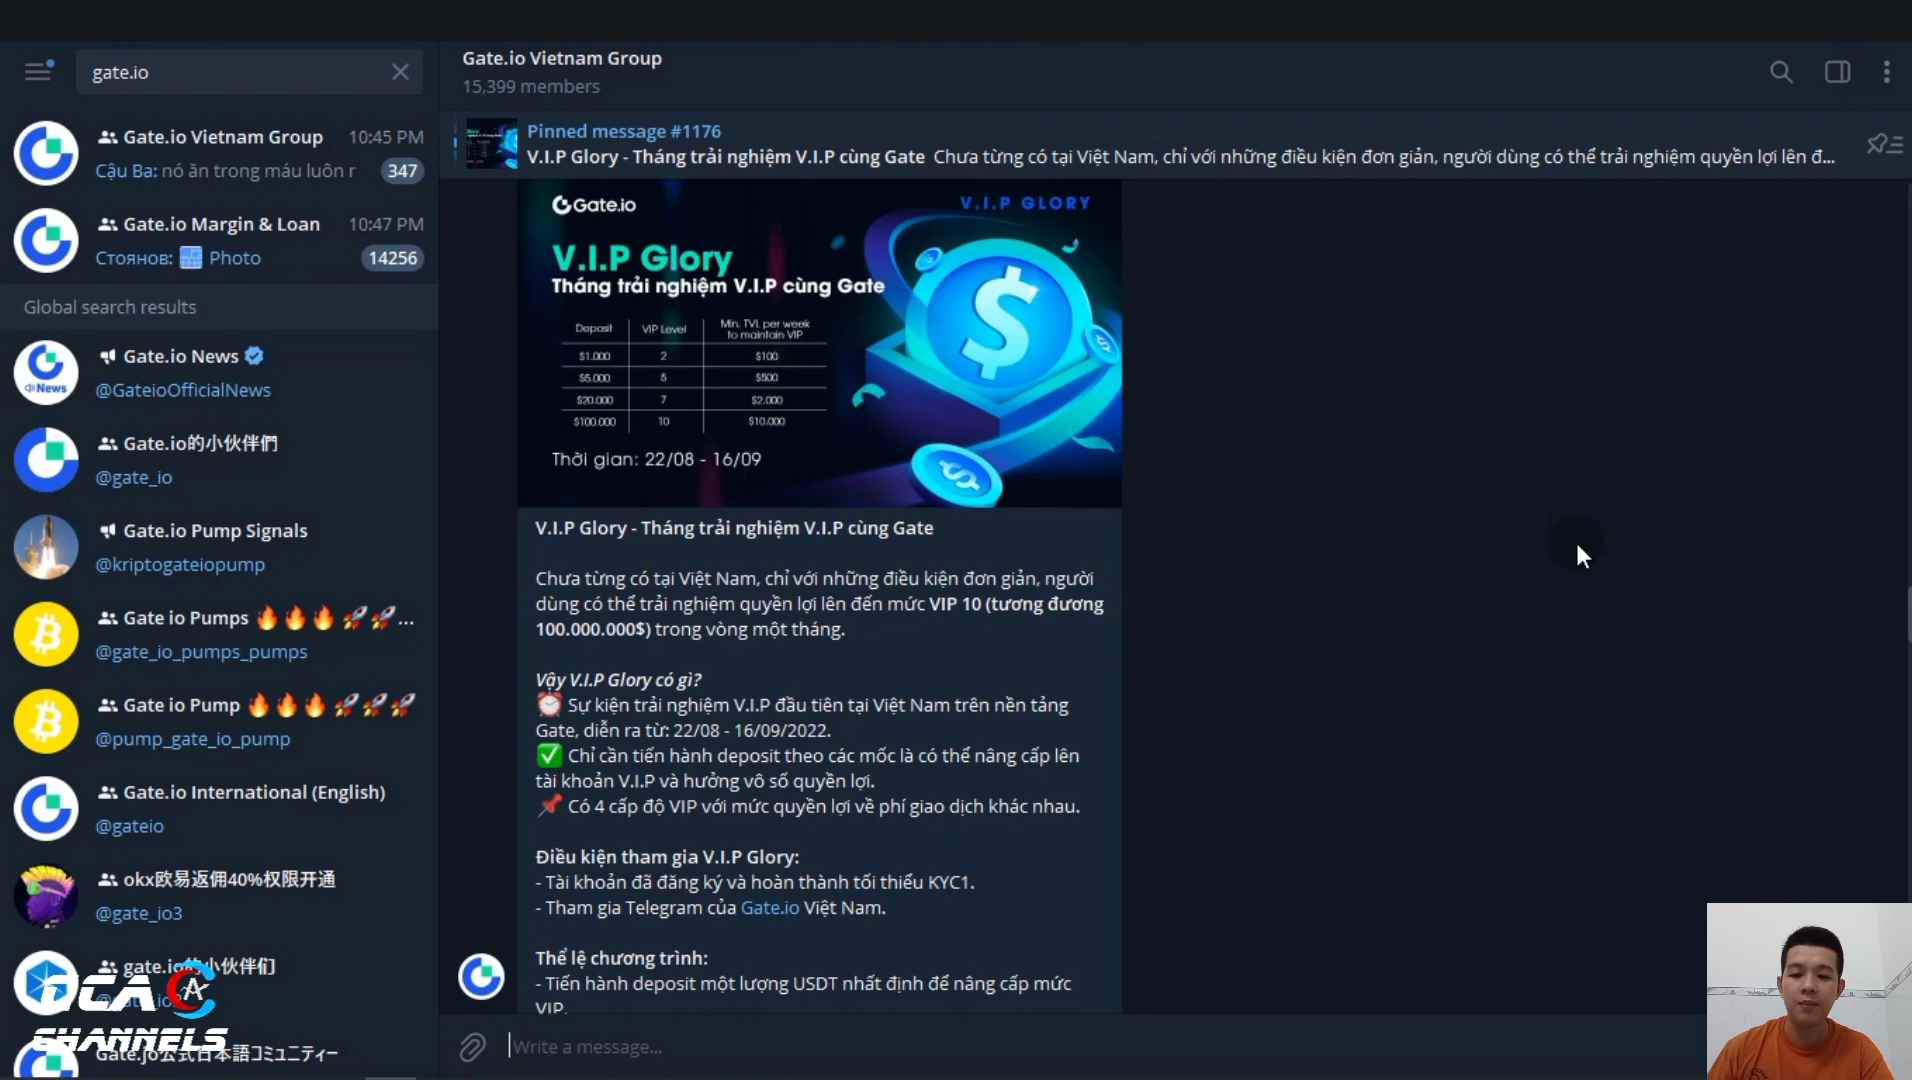 gate.io
Gate.io Vietnam Group 10:45 PM
Cậu Ba: nó ăn trong máu luôn r 347
Gate.io Margin & Loan 10:47 PM
Стоянов: Photo 14256
Global search results
Gate.io News
News
@GateioOfficialNews
Gate.io的小伙伴們
@gate_io
Gate.io Pump Signals
@kriptogateiopump
Gate io Pumps 🔥🔥🔥🚀🚀...
@gate_io_pumps_pumps
Gate io Pump 🔥🔥🔥🚀🚀🚀
@pump_gate_io_pump
Gate.io International (English)
@gateio
okx欧易返佣40%权限开通
@gate_io3
gate.io的小伙伴们
DCA
CHANNELS
Gate.io公式日本語コミュニティー
Gate.io Vietnam Group
15,399 members
Pinned message #1176
V.I.P Glory - Tháng trải nghiệm V.I.P cùng Gate Chưa từng có tại Việt Nam, chỉ với những điều kiện đơn giản, người dùng có thể trải nghiệm quyền lợi lên đ...
Gate.io V.I.P GLORY
V.I.P Glory
Tháng trải nghiệm V.I.P cùng Gate
Deposit VIP Level Min. TVL per week to maintain VIP
$1.000 2 $100
$5.000 5 $500
$20.000 7 $2.000
$100.000 10 $10.000
Thời gian: 22/08 - 16/09
V.I.P Glory - Tháng trải nghiệm V.I.P cùng Gate
Chưa từng có tại Việt Nam, chỉ với những điều kiện đơn giản, người
dùng có thể trải nghiệm quyền lợi lên đến mức VIP 10 (tương đương
100.000.000$) trong vòng một tháng.
Vậy V.I.P Glory có gì?
⏰ Sự kiện trải nghiệm V.I.P đầu tiên tại Việt Nam trên nền tảng
Gate, diễn ra từ: 22/08 - 16/09/2022.
✅ Chỉ cần tiến hành deposit theo các mốc là có thể nâng cấp lên
tài khoản V.I.P và hưởng vô số quyền lợi.
📌 Có 4 cấp độ VIP với mức quyền lợi về phí giao dịch khác nhau.
Điều kiện tham gia V.I.P Glory:
- Tài khoản đã đăng ký và hoàn thành tối thiểu KYC1.
- Tham gia Telegram của Gate.io Việt Nam.
Thể lệ chương trình:
- Tiến hành deposit một lượng USDT nhất định để nâng cấp mức
VIP.
Write a message...